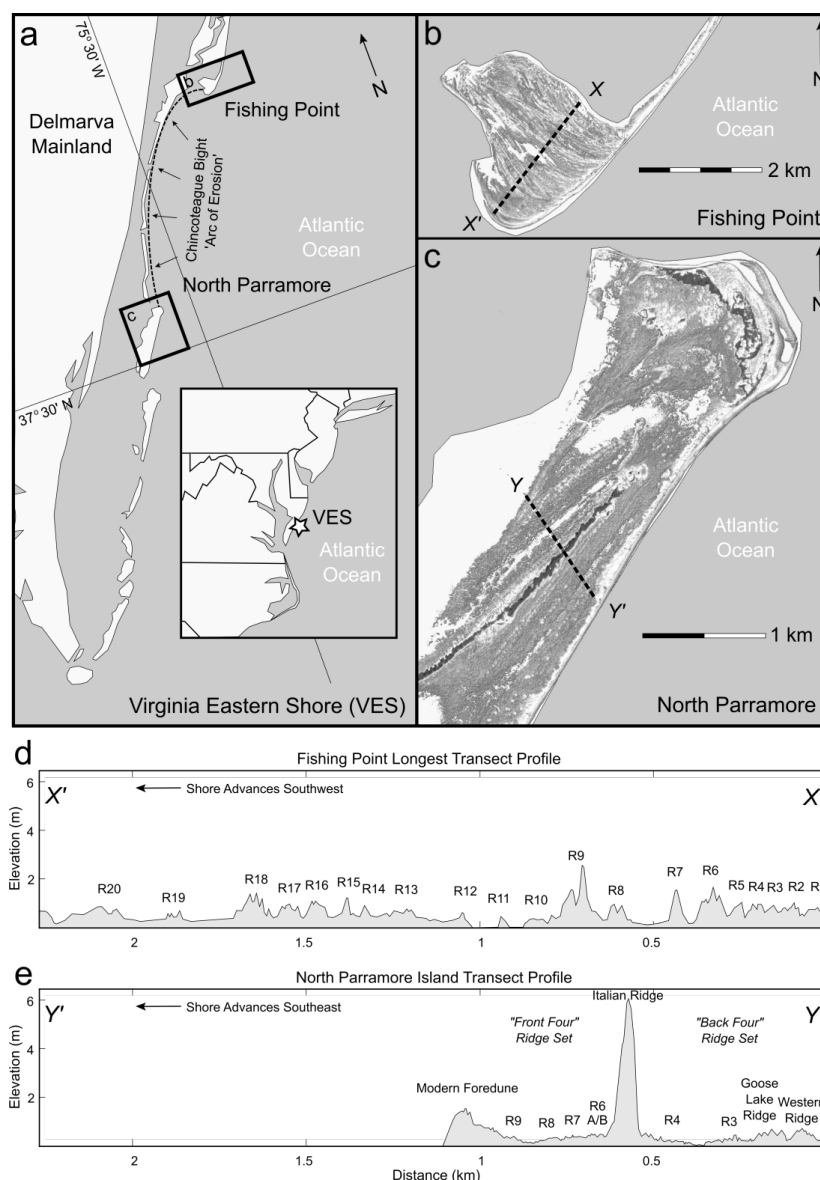 a
75° 30' W
N
b
Delmarva
Mainland
Fishing Point
Chincoteague Bight
'Arc of Erosion'
Atlantic
Ocean
North Parramore
c
37° 30' N
VES
Atlantic
Ocean
Virginia Eastern Shore (VES)
b
X
Atlantic
Ocean
N
2 km
X'
Fishing Point
c
N
Y
Atlantic
Ocean
Y'
1 km
North Parramore
d
Fishing Point Longest Transect Profile
Elevation (m)
6
4
2
X'
Shore Advances Southwest
X
R20
R19
R18
R17
R16
R15
R14
R13
R12
R11
R10
R9
R8
R7
R6
R5
R4
R3
R2
2
1.5
1
0.5
e
North Parramore Island Transect Profile
Elevation (m)
6
4
2
Y'
Shore Advances Southeast
Italian Ridge
Y
"Front Four"
Ridge Set
"Back Four"
Ridge Set
Modern Foredune
R9
R8
R7
R6
A/B
R4
R3
Goose
Lake
Ridge
Western
Ridge
2
1.5
1
0.5
Distance (km)